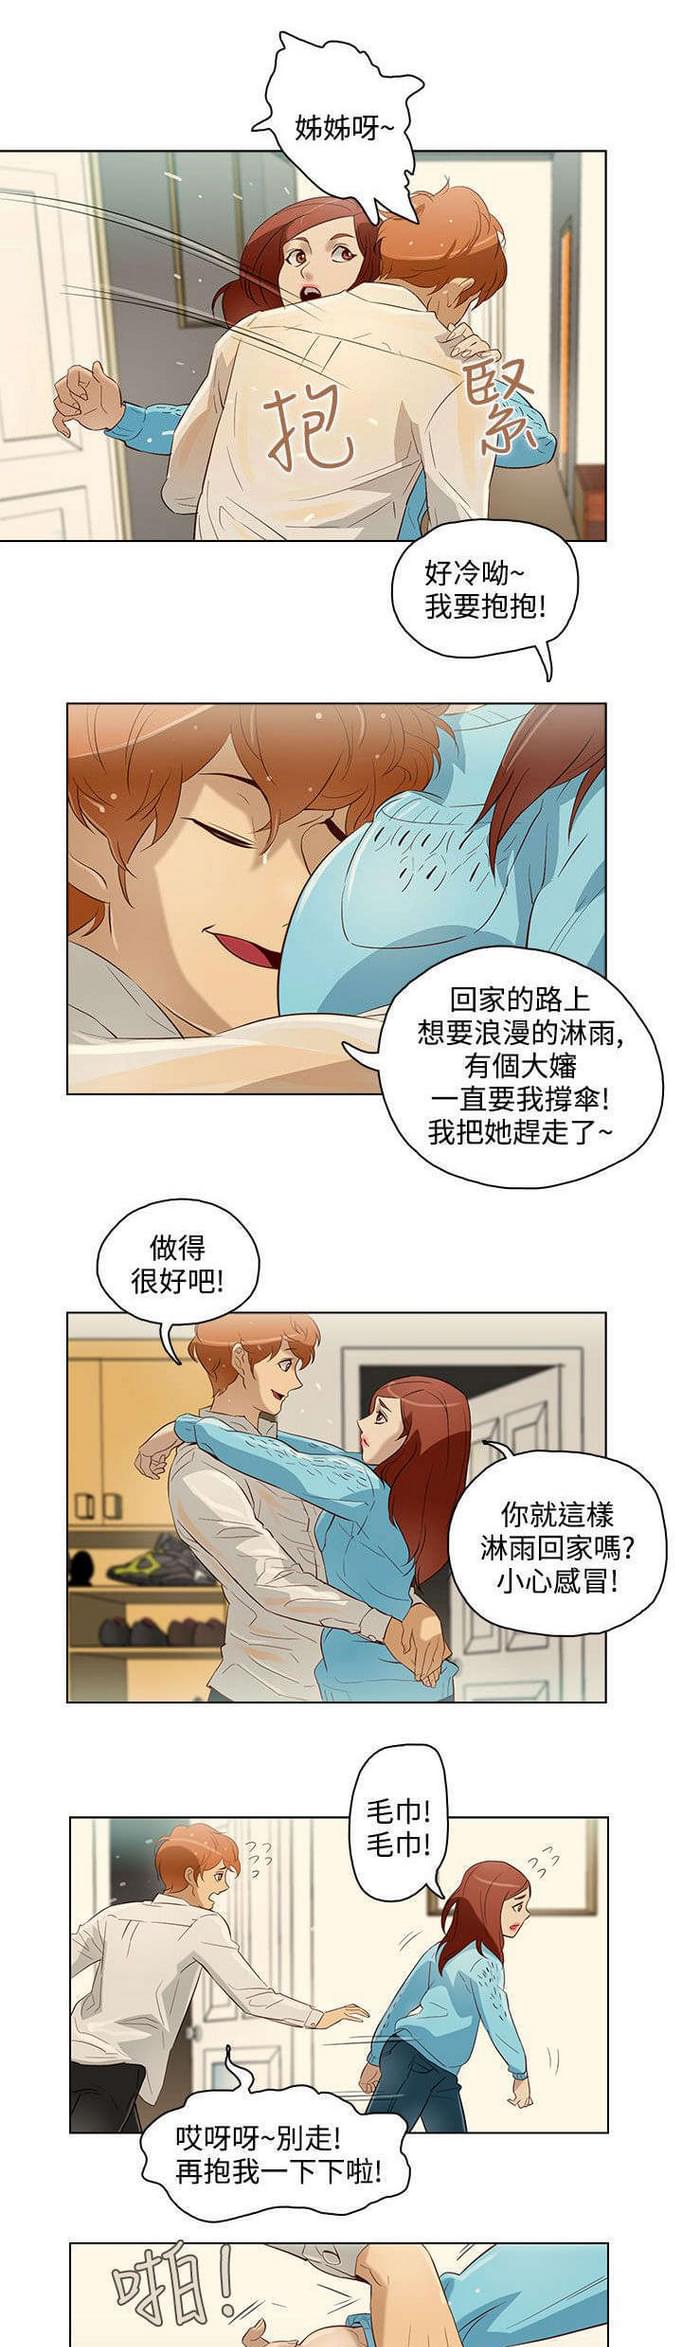 姊姊呀~
抱緊
好冷呦~
我要抱抱!
回家的路上
想要浪漫的淋雨,
有個大嬸
一直要我撐傘!
我把她趕走了~
做得
很好吧!
你就這樣
淋雨回家嗎?
小心感冒!
毛巾!
毛巾!
哎呀呀~別走!
再抱我一下下啦!
啪!